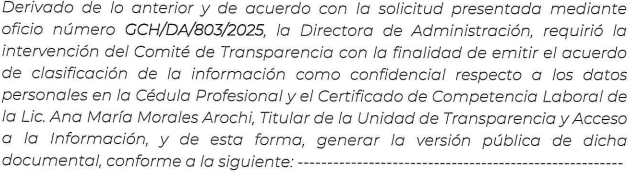 Derivado de lo anterior y de acuerdo con la solicitud presentada mediante
oficio número GCH/DA/803/2025, la Directora de Administración, requirió la
intervención del Comité de Transparencia con la finalidad de emitir el acuerdo
de clasificación de la información como confidencial respecto a los datos
personales en la Cédula Profesional y el Certificado de Competencia Laboral de
la Lic. Ana María Morales Arochi, Titular de la Unidad de Transparencia y Acceso
a la Información, y de esta forma, generar la versión pública de dicha
documental, conforme a la siguiente: -------------------------------------------------------